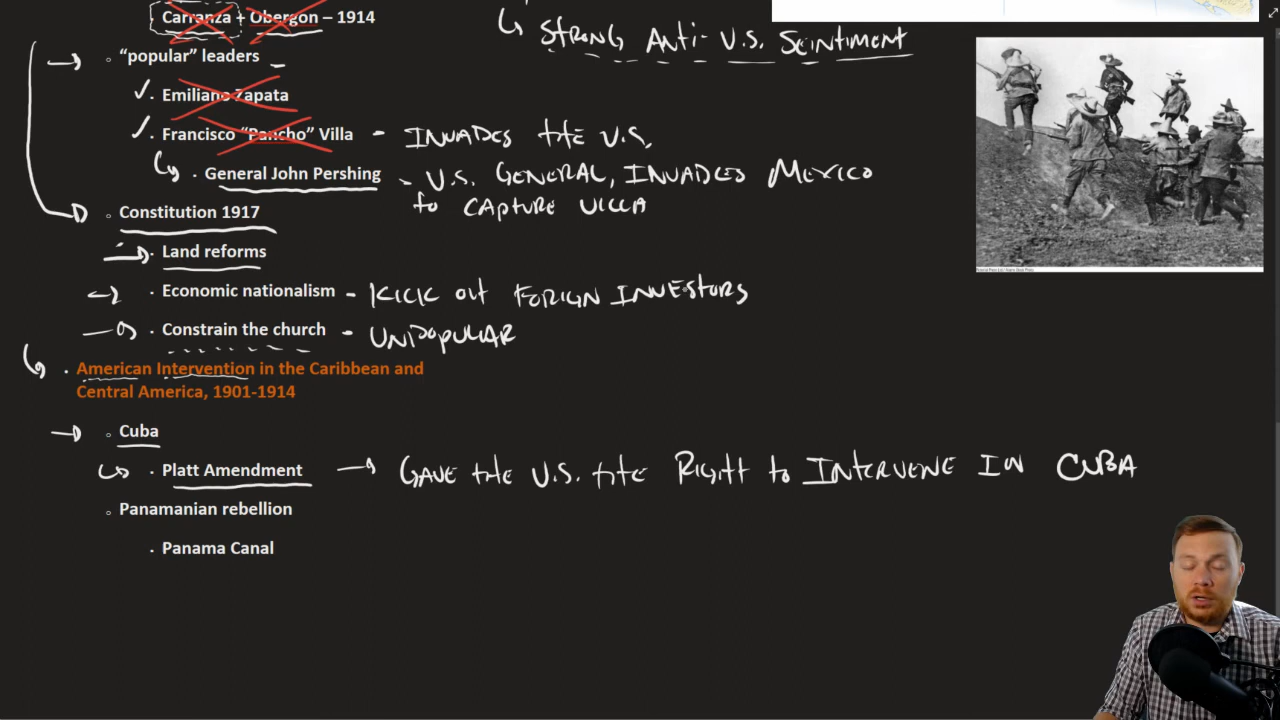 Carranza + Obergon – 1914
STRONG ANTI-U.S. SEINTIMENT
“popular” leaders
Emiliano Zapata
Francisco “Pancho” Villa - INVADES the U.S.
General John Pershing - U.S. GENERAL, INVADES MEXICO
to CAPTURE VILLA
Constitution 1917
Land reforms
Economic nationalism - KICK out FORIGN INVESTORS
Constrain the church - UNPOPULAR
American Intervention in the Caribbean and
Central America, 1901-1914
Cuba
Platt Amendment → GAVE the U.S. the RIGHT to INTERVENE IN CUBA
Panamanian rebellion
Panama Canal